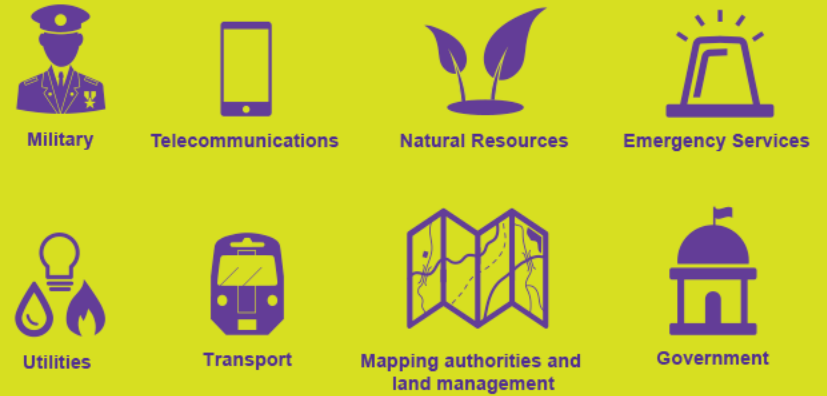 Military
Telecommunications
Natural Resources
Emergency Services
Utilities
Transport
Mapping authorities and
land management
Government